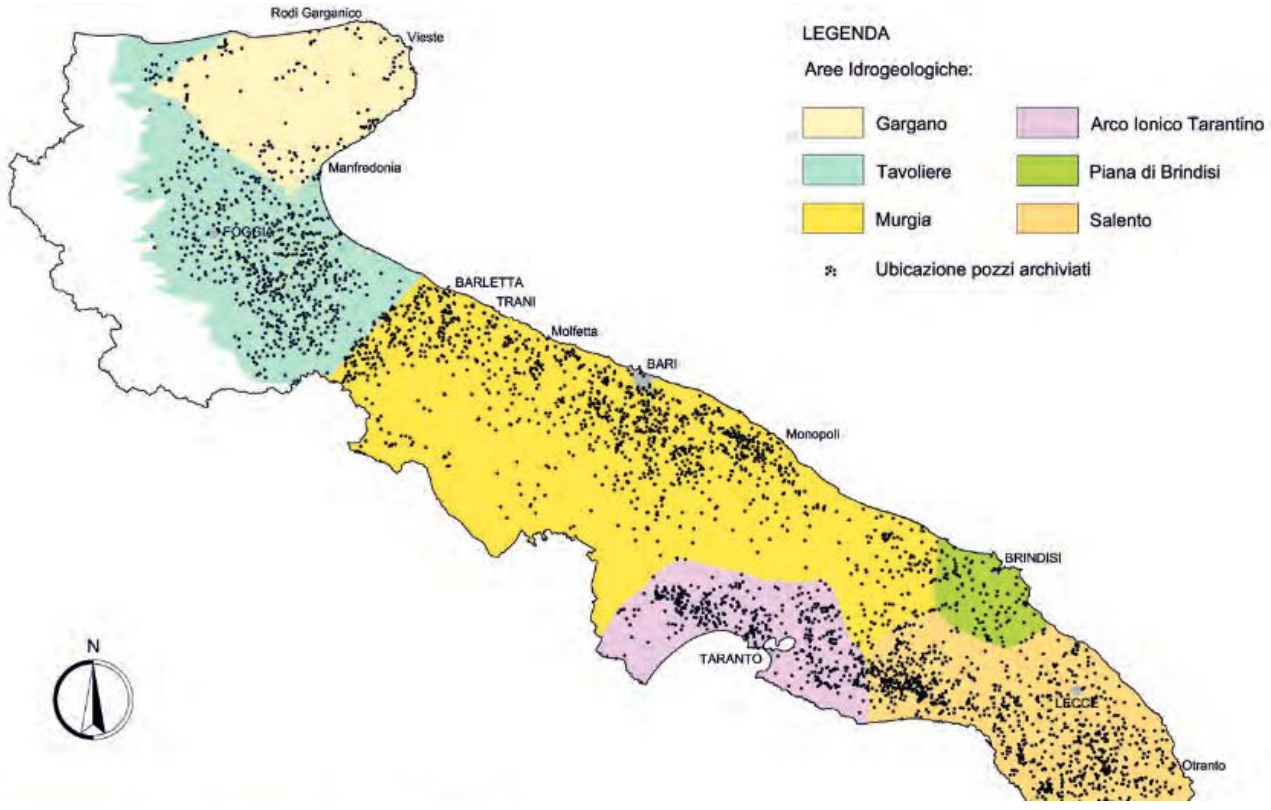 Rodi Garganico
Vieste
Manfredonia
FOGGIA
BARLETTA
TRANI
Molfetta
BARI
Monopoli
BRINDISI
TARANTO
LECCE
Otranto
N
LEGENDA
Aree Idrogeologiche:
Gargano
Arco Ionico Tarantino
Tavoliere
Piana di Brindisi
Murgia
Salento
Ubicazione pozzi archiviati